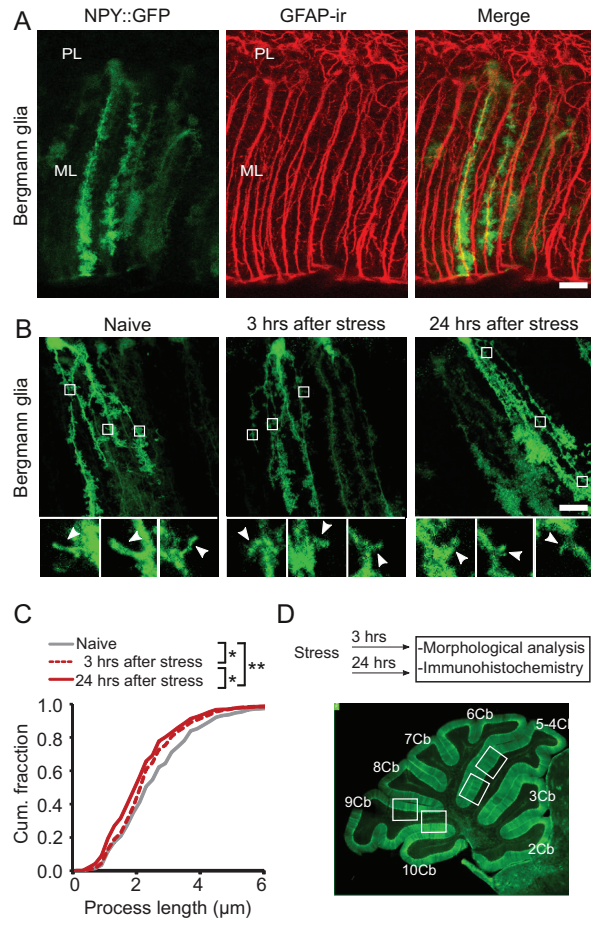 A
NPY::GFP
GFAP-ir
Merge
Bergmann glia
PL
ML
B
Naive
3 hrs after stress
24 hrs after stress
Bergmann glia
C
Naive
3 hrs after stress
24 hrs after stress
*
*
**
Cum. fracction
1.0
0.8
0.6
0.4
0.2
0.0
0
2
4
6
Process length (µm)
D
Stress
3 hrs
24 hrs
-Morphological analysis
-Immunohistochemistry
6Cb
5-4Cb
7Cb
8Cb
3Cb
9Cb
2Cb
10Cb